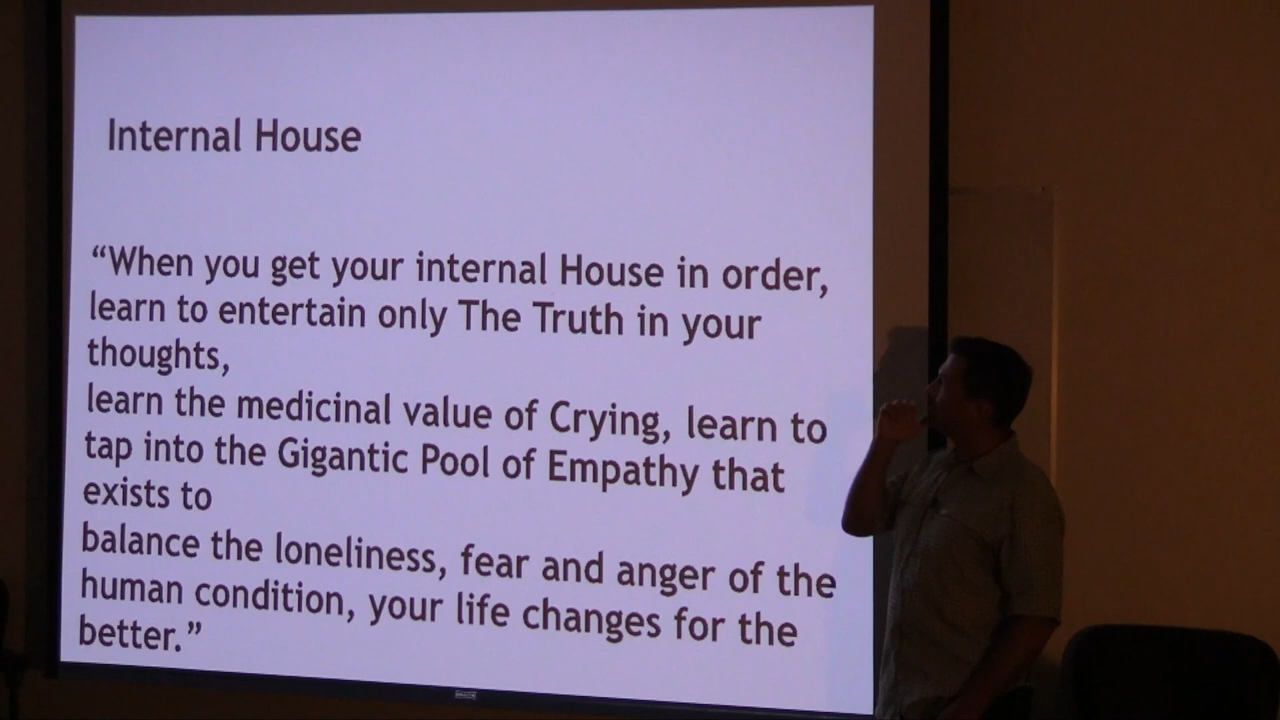 Internal House
“When you get your internal House in order,
learn to entertain only The Truth in your
thoughts,
learn the medicinal value of Crying, learn to
tap into the Gigantic Pool of Empathy that
exists to
balance the loneliness, fear and anger of the
human condition, your life changes for the
better.”